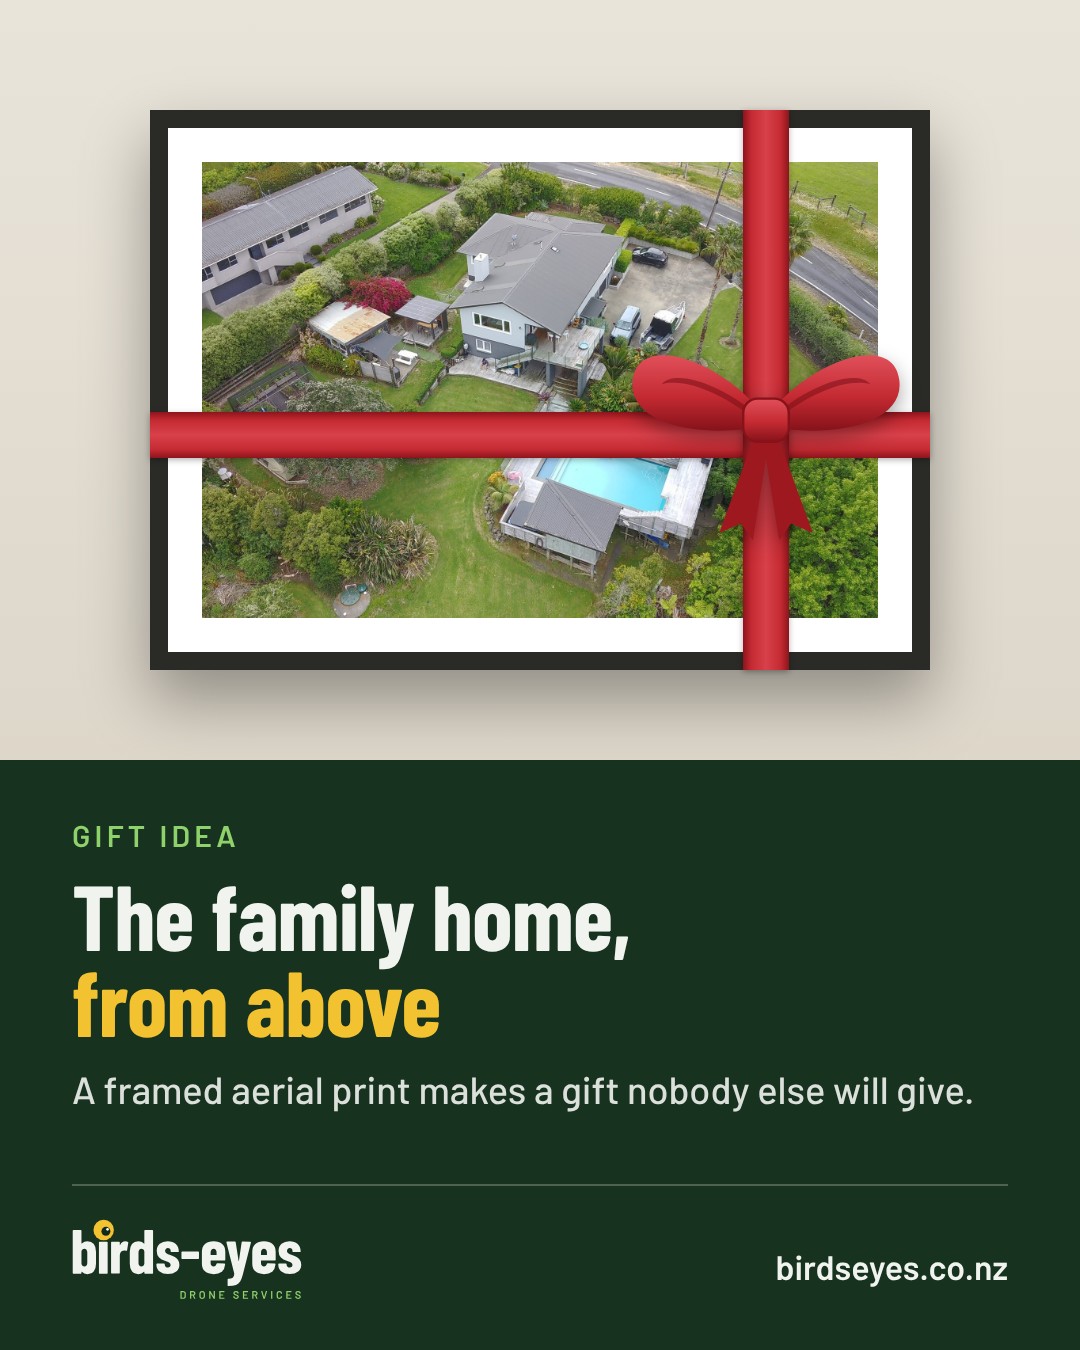 GIFT IDEA
The family home,
from above
A framed aerial print makes a gift nobody else will give.
birds-eyes
DRONE SERVICES
birdseyes.co.nz